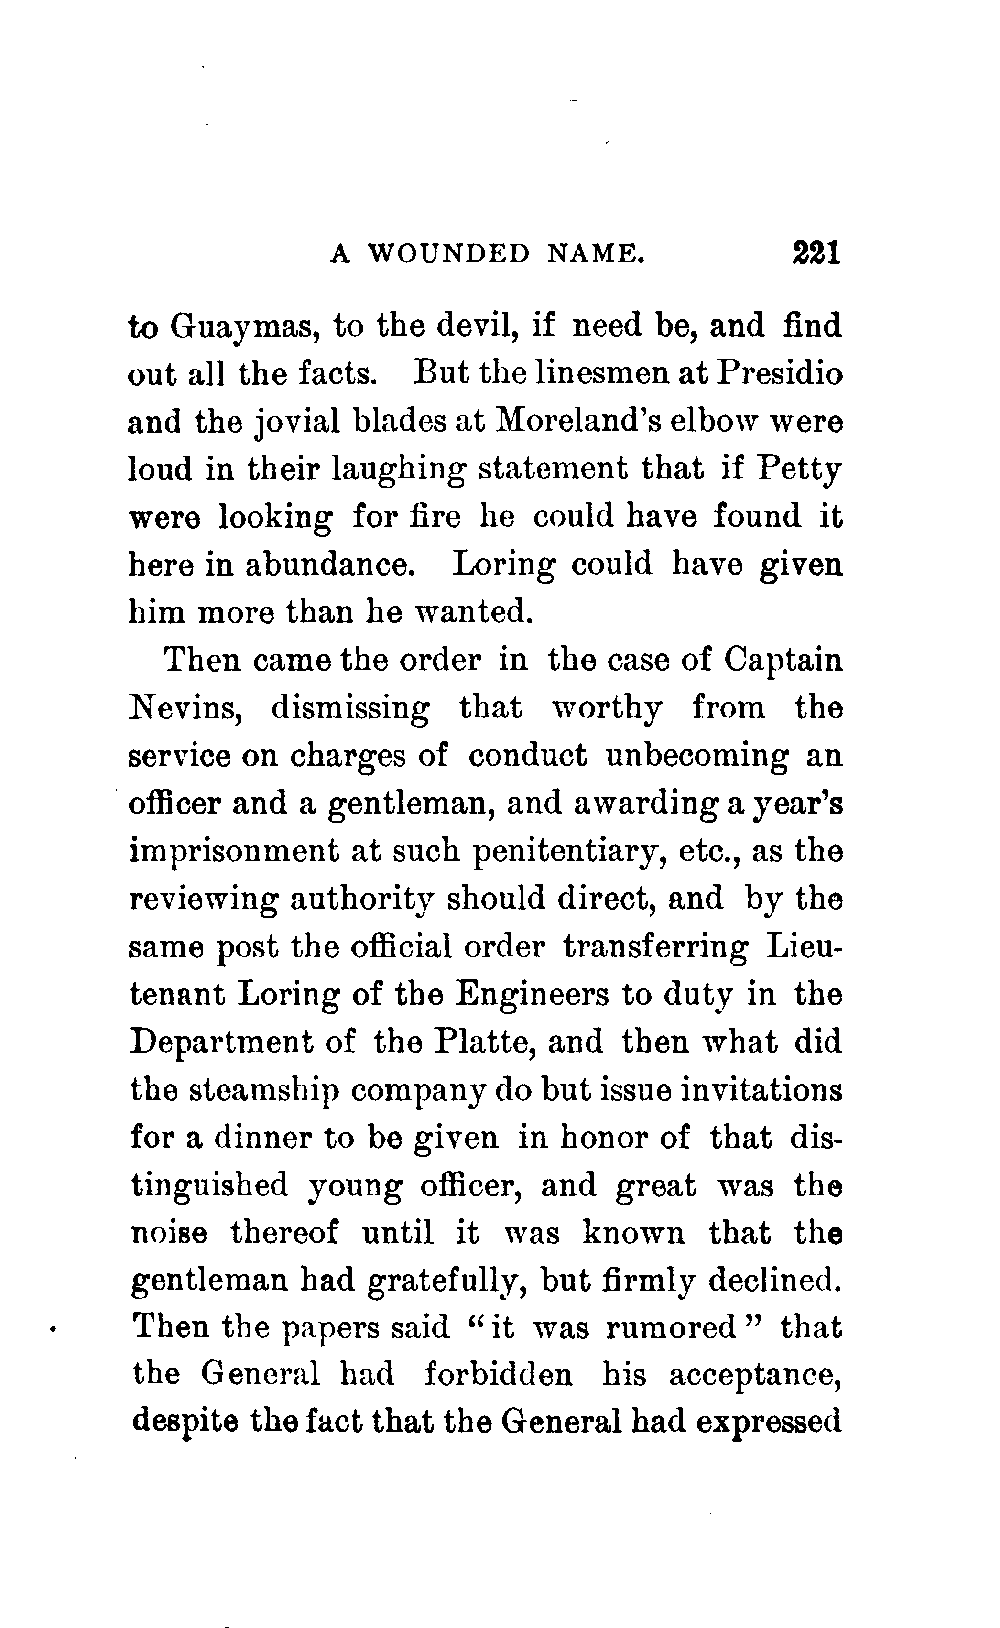 A WOUNDED NAME. 221
to Guaymas, to the devil, if need be, and find
out all the facts. But the linesmen at Presidio
and the jovial blades at Moreland's elbow were
loud in their laughing statement that if Petty
were looking for fire he could have found it
here in abundance. Loring could have given
him more than he wanted.
Then came the order in the case of Captain
Nevins, dismissing that worthy from the
service on charges of conduct unbecoming an
officer and a gentleman, and awarding a year's
imprisonment at such penitentiary, etc., as the
reviewing authority should direct, and by the
same post the official order transferring Lieu-
tenant Loring of the Engineers to duty in the
Department of the Platte, and then what did
the steamship company do but issue invitations
for a dinner to be given in honor of that dis-
tinguished young officer, and great was the
noise thereof until it was known that the
gentleman had gratefully, but firmly declined.
Then the papers said “it was rumored” that
the General had forbidden his acceptance,
despite the fact that the General had expressed